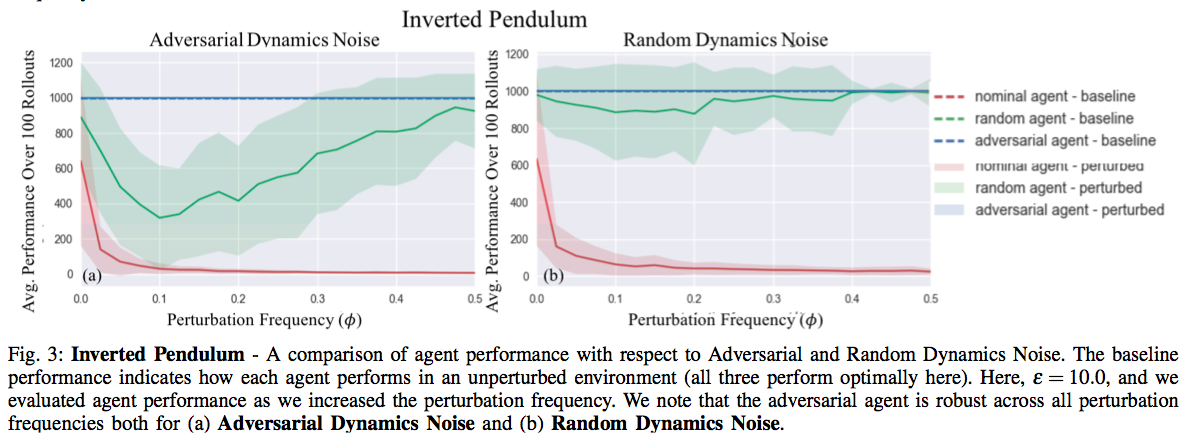 Inverted Pendulum
Adversarial Dynamics Noise
Avg. Performance Over 100 Rollouts
1200
1000
800
600
400
200
0
(a)
0.0 0.1 0.2 0.3 0.4 0.5
Perturbation Frequency (ϕ)
Random Dynamics Noise
Avg. Performance Over 100 Rollouts
1200
1000
800
600
400
200
0
(b)
0.0 0.1 0.2 0.3 0.4 0.5
Perturbation Frequency (ϕ)
nominal agent - baseline
random agent - baseline
adversarial agent - baseline
nominal agent - perturbed
random agent - perturbed
adversarial agent - perturbed
Fig. 3: Inverted Pendulum - A comparison of agent performance with respect to Adversarial and Random Dynamics Noise. The baseline
performance indicates how each agent performs in an unperturbed environment (all three perform optimally here). Here, ε = 10.0, and we
evaluated agent performance as we increased the perturbation frequency. We note that the adversarial agent is robust across all perturbation
frequencies both for (a) Adversarial Dynamics Noise and (b) Random Dynamics Noise.